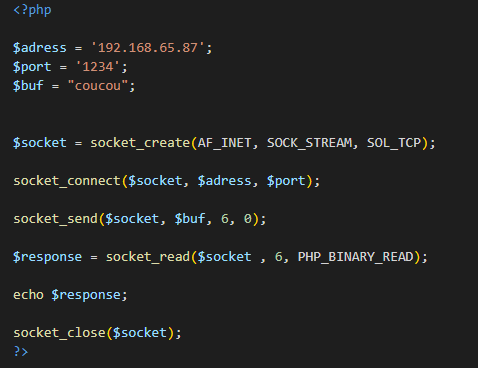 <?php
$adress = '192.168.65.87';
$port = '1234';
$buf = "coucou";
$socket = socket_create(AF_INET, SOCK_STREAM, SOL_TCP);
socket_connect($socket, $adress, $port);
socket_send($socket, $buf, 6, 0);
$response = socket_read($socket , 6, PHP_BINARY_READ);
echo $response;
socket_close($socket);
?>